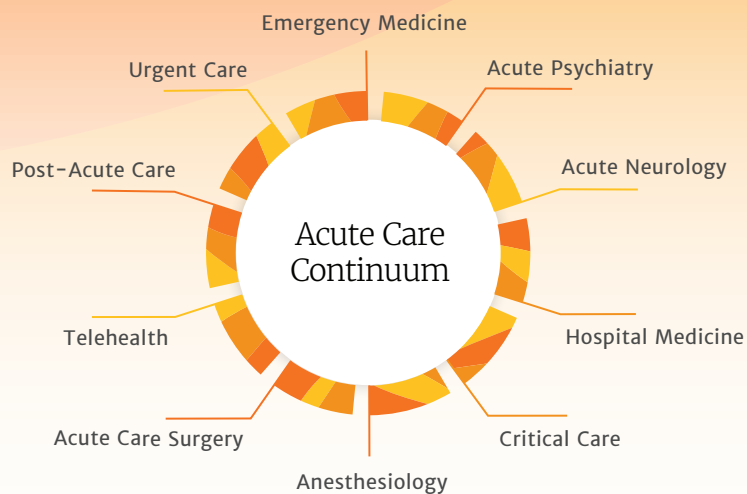 Emergency Medicine
Urgent Care
Acute Psychiatry
Post-Acute Care
Acute Neurology
Acute Care
Continuum
Telehealth
Hospital Medicine
Acute Care Surgery
Critical Care
Anesthesiology